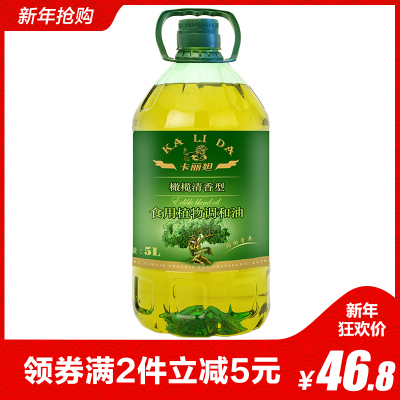 新年抢购
KA LI DA
卡丽妲
橄榄清香型
Edible blend oil
食用植物调和油
:5L
新年
狂欢价
领券满2件立减5元
¥46.8